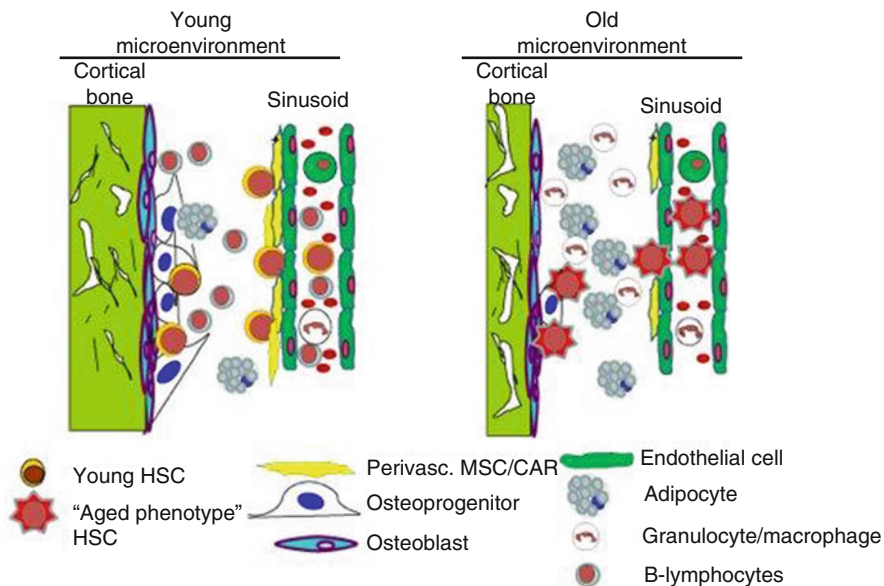 Young
microenvironment
Cortical
bone
Sinusoid
Old
microenvironment
Cortical
bone
Sinusoid
Young HSC
“Aged phenotype”
HSC
Perivasc. MSC/CAR
Osteoprogenitor
Osteoblast
Endothelial cell
Adipocyte
Granulocyte/macrophage
B-lymphocytes